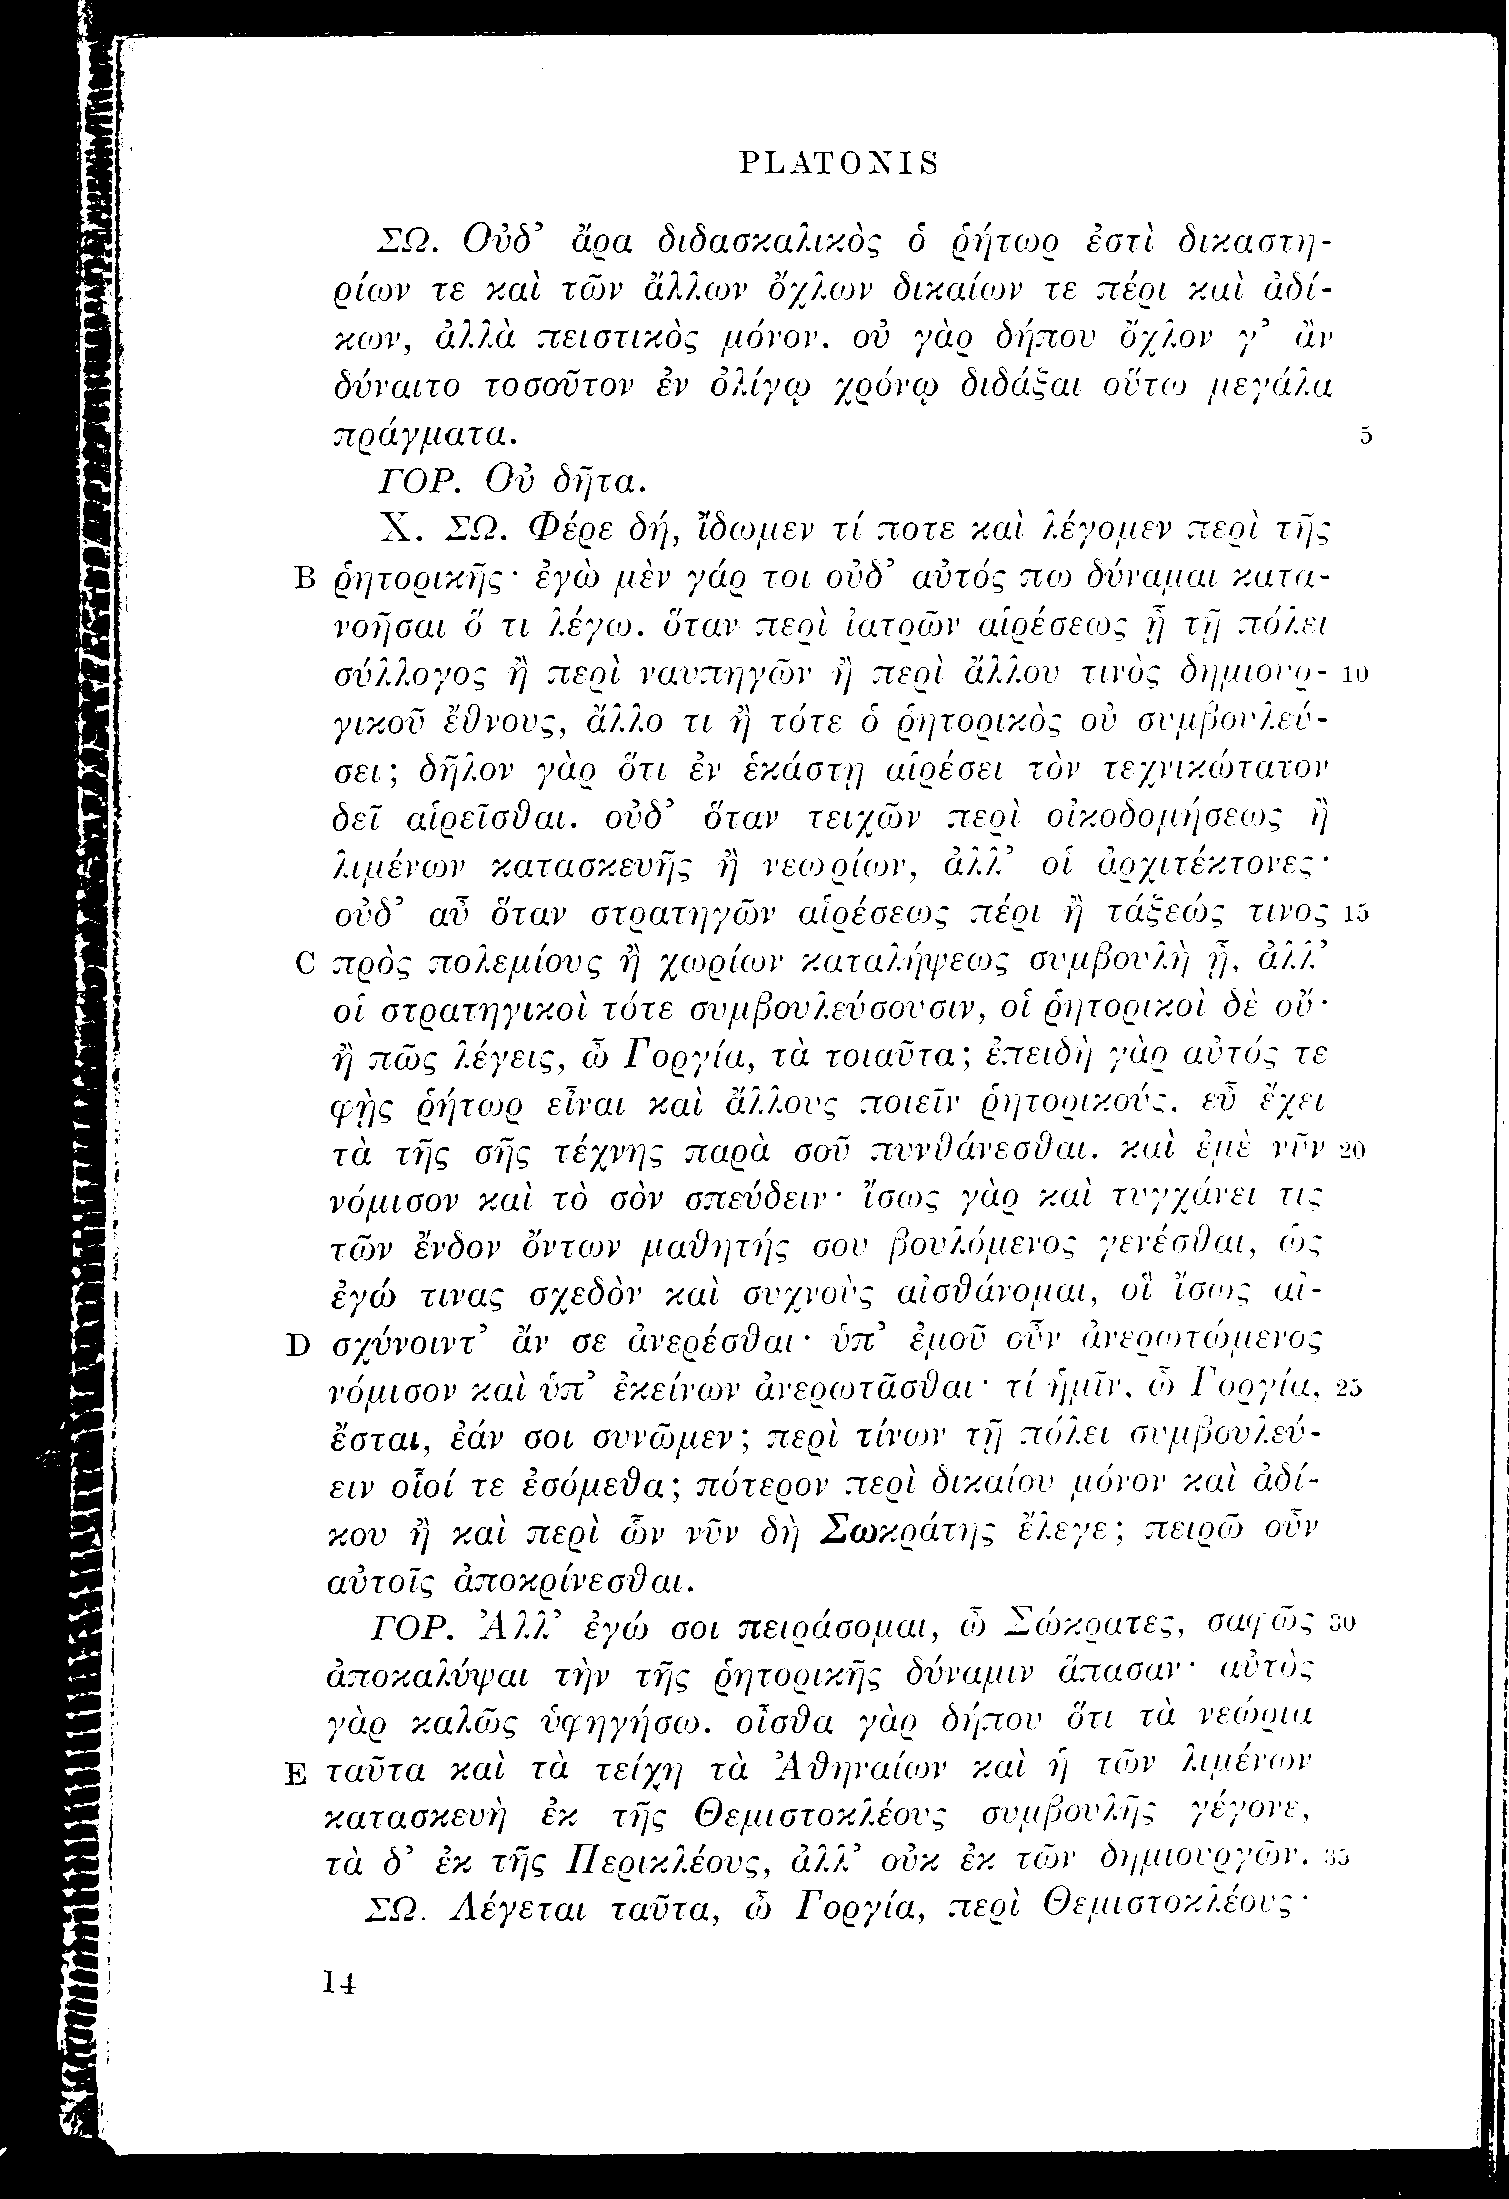 PLATONIS
ΣΩ. Οὐδ’ ἄρα διδασκαλικὸς ὁ ῥήτωρ ἐστὶ δικαστη-
ρίων τε καὶ τῶν ἄλλων ὄχλων δικαίων τε πέρι καὶ ἀδί-
κων, ἀλλὰ πειστικὸς μόνον. οὐ γὰρ δήπου ὄχλον γ’ ἂν
δύναιτο τοσοῦτον ἐν ὀλίγῳ χρόνῳ διδάξαι οὕτω μεγάλα
πράγματα. 5
ΓΟΡ. Οὐ δῆτα.
X. ΣΩ. Φέρε δή, ἴδωμεν τί ποτε καὶ λέγομεν περὶ τῆς
B ῥητορικῆς· ἐγὼ μὲν γάρ τοι οὐδ’ αὐτός πω δύναμαι κατα-
νοῆσαι ὅ τι λέγω. ὅταν περὶ ἰατρῶν αἱρέσεως ᾖ τῇ πόλει
σύλλογος ἢ περὶ ναυπηγῶν ἢ περὶ ἄλλου τινὸς δημιουρ- 10
γικοῦ ἔθνους, ἄλλο τι ἢ τότε ὁ ῥητορικὸς οὐ συμβουλεύ-
σει; δῆλον γὰρ ὅτι ἐν ἑκάστῃ αἱρέσει τὸν τεχνικώτατον
δεῖ αἱρεῖσθαι. οὐδ’ ὅταν τειχῶν περὶ οἰκοδομήσεως ἢ
λιμένων κατασκευῆς ἢ νεωρίων, ἀλλ’ οἱ ἀρχιτέκτονες·
οὐδ’ αὖ ὅταν στρατηγῶν αἱρέσεως πέρι ἢ τάξεώς τινος 15
C πρὸς πολεμίους ἢ χωρίων καταλήψεως συμβουλὴ ᾖ, ἀλλ’
οἱ στρατηγικοὶ τότε συμβουλεύσουσιν, οἱ ῥητορικοὶ δὲ οὔ·
ἢ πῶς λέγεις, ὦ Γοργία, τὰ τοιαῦτα; ἐπειδὴ γὰρ αὐτός τε
φῂς ῥήτωρ εἶναι καὶ ἄλλους ποιεῖν ῥητορικούς, εὖ ἔχει
τὰ τῆς σῆς τέχνης παρὰ σοῦ πυνθάνεσθαι. καὶ ἐμὲ νῦν 20
νόμισον καὶ τὸ σὸν σπεύδειν· ἴσως γὰρ καὶ τυγχάνει τις
τῶν ἔνδον ὄντων μαθητής σου βουλόμενος γενέσθαι, ὡς
ἐγώ τινας σχεδὸν καὶ συχνοὺς αἰσθάνομαι, οἳ ἴσως αἰ-
D σχύνοιντ’ ἄν σε ἀνερέσθαι· ὑπ’ ἐμοῦ οὖν ἀνερωτώμενος
νόμισον καὶ ὑπ’ ἐκείνων ἀνερωτᾶσθαι· τί ἡμῖν, ὦ Γοργία, 25
ἔσται, ἐάν σοι συνῶμεν; περὶ τίνων τῇ πόλει συμβουλεύ-
ειν οἷοί τε ἐσόμεθα; πότερον περὶ δικαίου μόνον καὶ ἀδί-
κου ἢ καὶ περὶ ὧν νῦν δὴ Σωκράτης ἔλεγε; πειρῶ οὖν
αὐτοῖς ἀποκρίνεσθαι.
ΓΟΡ. Ἀλλ’ ἐγώ σοι πειράσομαι, ὦ Σώκρατες, σαφῶς 30
ἀποκαλύψαι τὴν τῆς ῥητορικῆς δύναμιν ἅπασαν· αὐτὸς
γὰρ καλῶς ὑφηγήσω. οἶσθα γὰρ δήπου ὅτι τὰ νεώρια
E ταῦτα καὶ τὰ τείχη τὰ Ἀθηναίων καὶ ἡ τῶν λιμένων
κατασκευὴ ἐκ τῆς Θεμιστοκλέους συμβουλῆς γέγονε,
τὰ δ’ ἐκ τῆς Περικλέους, ἀλλ’ οὐκ ἐκ τῶν δημιουργῶν. 35
ΣΩ. Λέγεται ταῦτα, ὦ Γοργία, περὶ Θεμιστοκλέους·
14